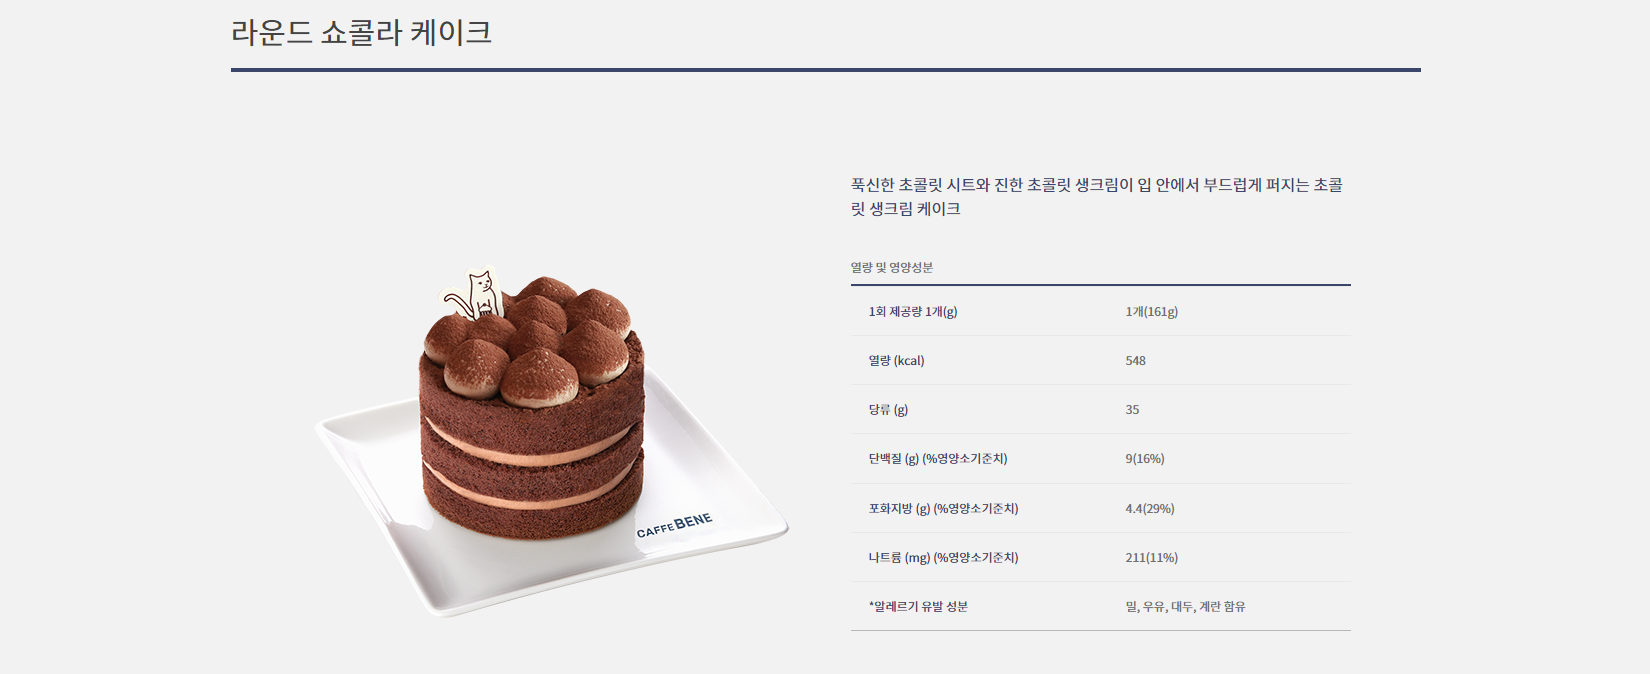 라운드 쇼콜라 케이크
푹신한 초콜릿 시트와 진한 초콜릿 생크림이 입 안에서 부드럽게 퍼지는 초콜
릿 생크림 케이크
열량 및 영양성분
1회 제공량 1개(g) 1개(161g)
열량 (kcal) 548
당류 (g) 35
단백질 (g) (%영양소기준치) 9(16%)
포화지방 (g) (%영양소기준치) 4.4(29%)
나트륨 (mg) (%영양소기준치) 211(11%)
*알레르기 유발 성분 밀, 우유, 대두, 계란 함유
CAFFE BENE